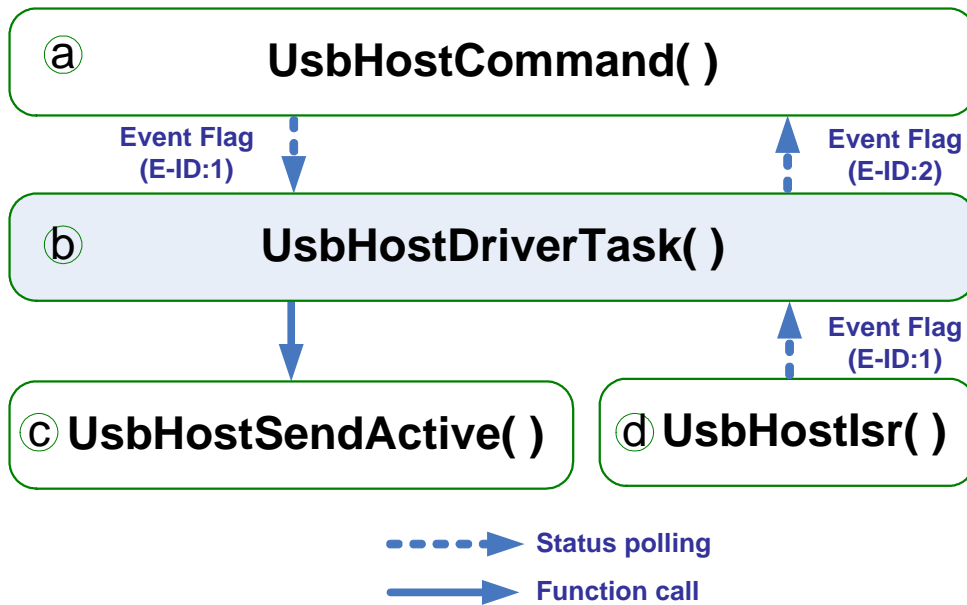 a UsbHostCommand( )
Event Flag
(E-ID:1)
Event Flag
(E-ID:2)
b UsbHostDriverTask( )
Event Flag
(E-ID:1)
c UsbHostSendActive( )
d UsbHostIsr( )
Status polling
Function call